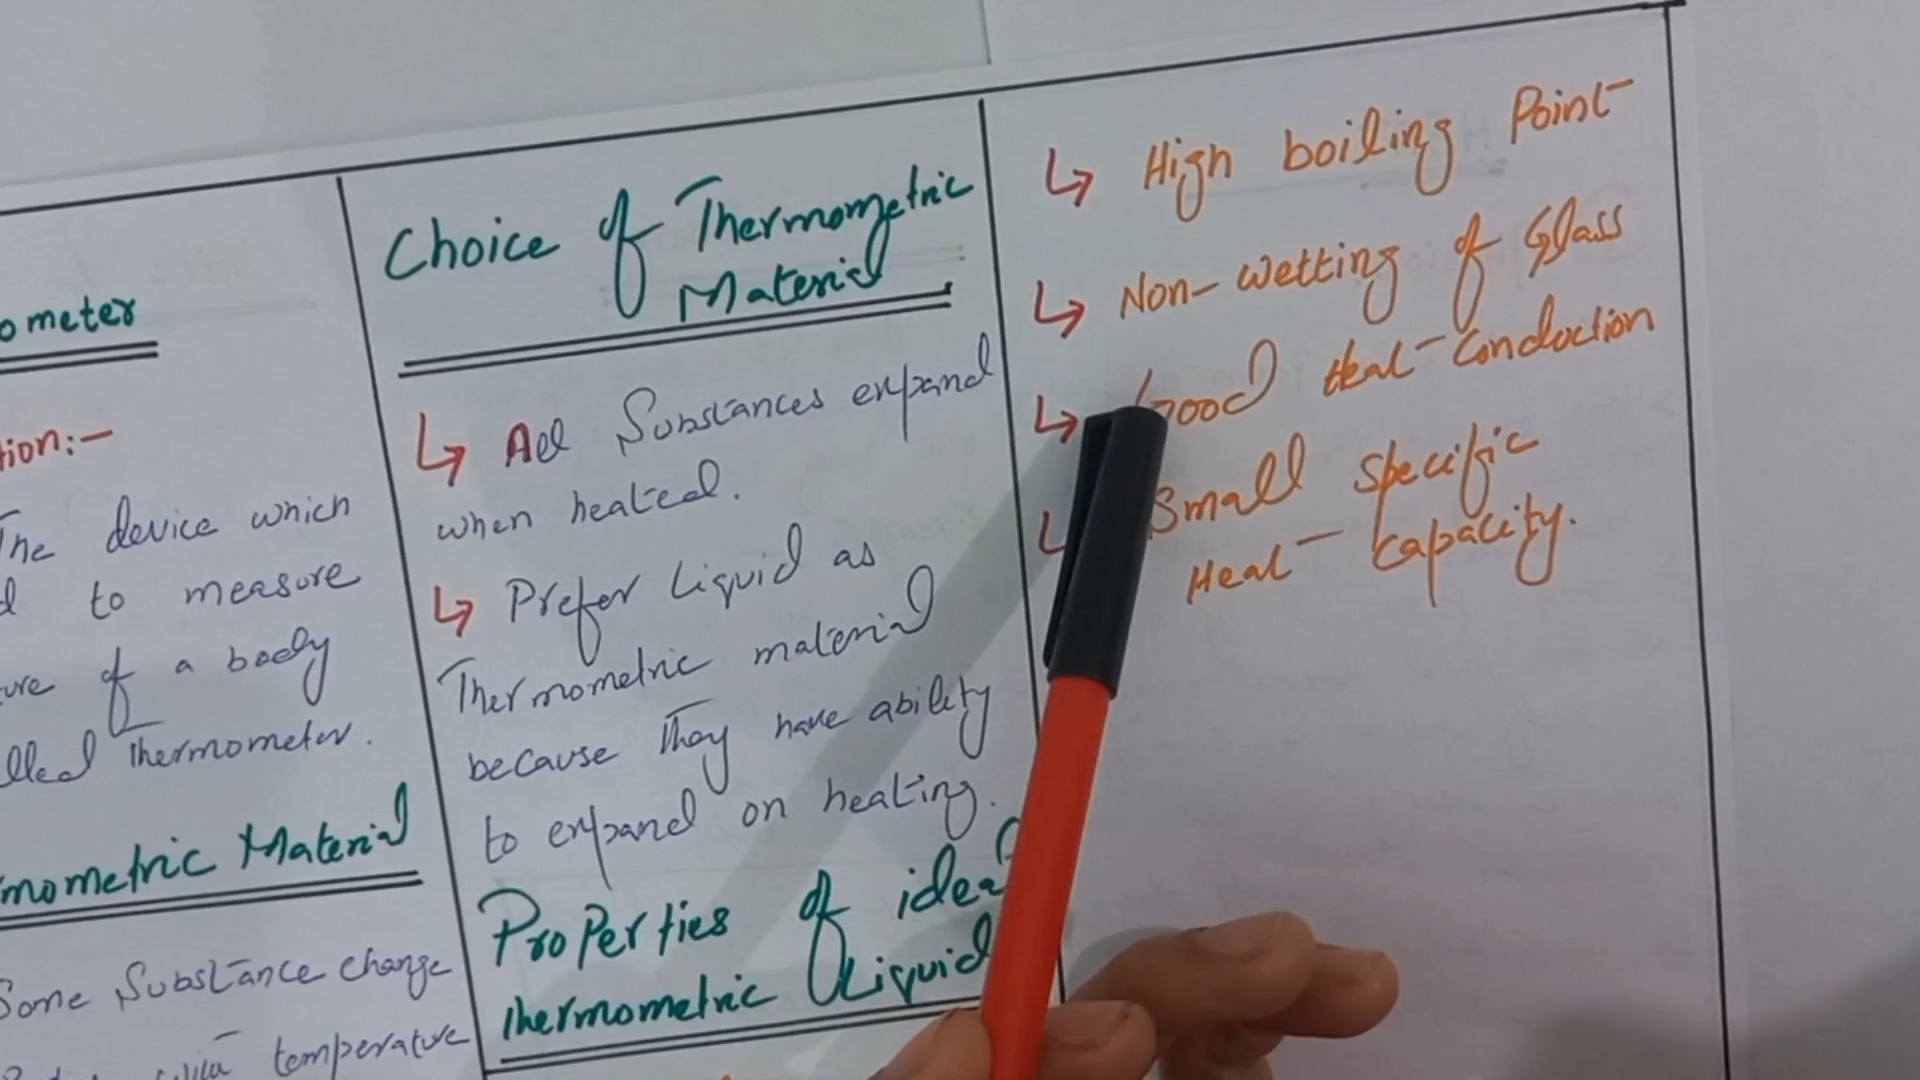 ometer
tion:-
The device which
d to measure
ure of a body
lled Thermometer.
mometric Material
Some Substance change
temperature
Choice of Thermometric
Material
↳ All Substances expand
when heated.
↳ Prefer Liquid as
Thermometric material
because They have ability
to expand on heating.
Properties of ideal
Thermometric Liquid
↳ High boiling Point
↳ Non-wetting of Glass
↳ Good Heat Conduction
↳ Small Specific
Heat Capacity.